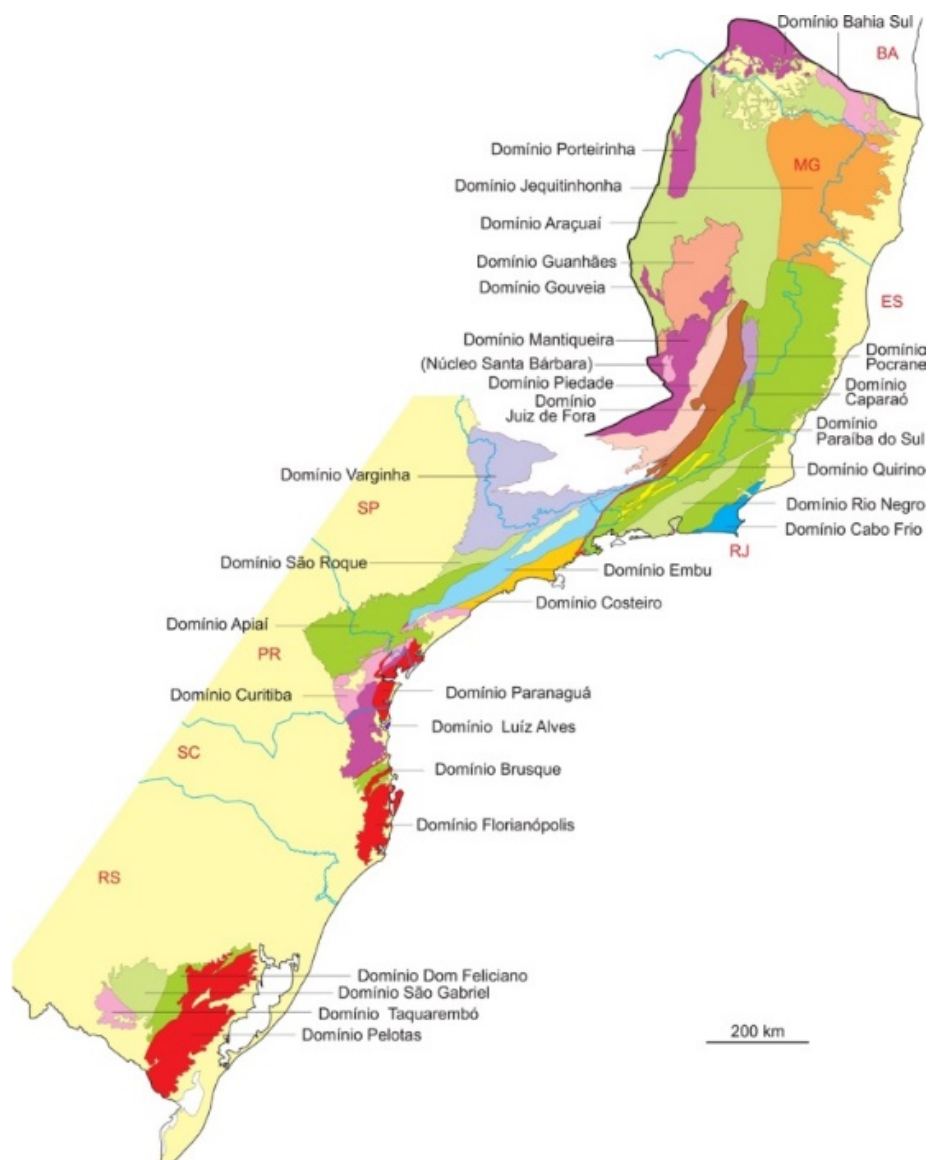 Domínio Bahia Sul
BA
Domínio Porteirinha
MG
Domínio Jequitinhonha
Domínio Araçuaí
Domínio Guanhães
Domínio Gouveia
ES
Domínio Mantiqueira
(Núcleo Santa Bárbara)
Domínio
Pocrane
Domínio Piedade
Domínio
Juiz de Fora
Domínio
Caparaó
Domínio
Paraíba do Sul
Domínio Varginha
Domínio Quirino
SP
Domínio Rio Negro
Domínio Cabo Frio
RJ
Domínio São Roque
Domínio Embu
Domínio Costeiro
Domínio Apiaí
PR
Domínio Curitiba
Domínio Paranaguá
Domínio Luíz Alves
SC
Domínio Brusque
Domínio Florianópolis
RS
Domínio Dom Feliciano
Domínio São Gabriel
Domínio Taquarembó
Domínio Pelotas
200 km